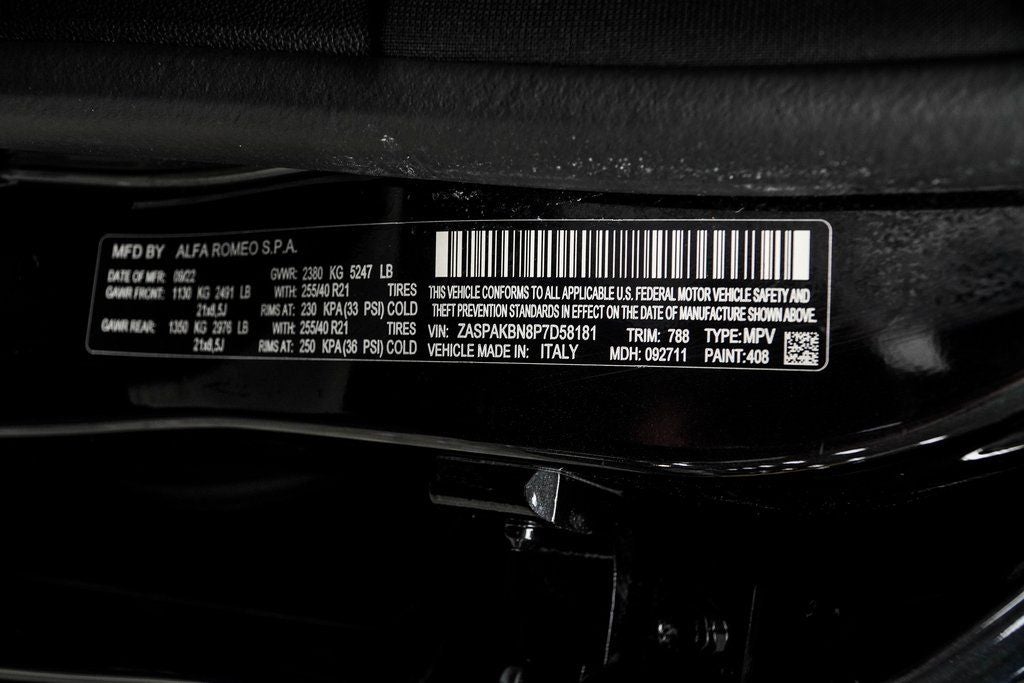 MFD BY ALFA ROMEO S.P.A.
DATE OF MFR: 09/22 GVWR: 2380 KG 5247 LB
GAWR FRONT: 1130 KG 2491 LB WITH: 255/40 R21 TIRES
21x8,5J RIMS AT: 230 KPA(33 PSI) COLD
GAWR REAR: 1350 KG 2976 LB WITH: 255/40 R21 TIRES
21x8,5J RIMS AT: 250 KPA(36 PSI) COLD
THIS VEHICLE CONFORMS TO ALL APPLICABLE U.S. FEDERAL MOTOR VEHICLE SAFETY AND
THEFT PREVENTION STANDARDS IN EFFECT ON THE DATE OF MANUFACTURE SHOWN ABOVE.
VIN: ZASPAKBN8P7D58181 TRIM: 788 TYPE: MPV
VEHICLE MADE IN: ITALY MDH: 092711 PAINT: 408